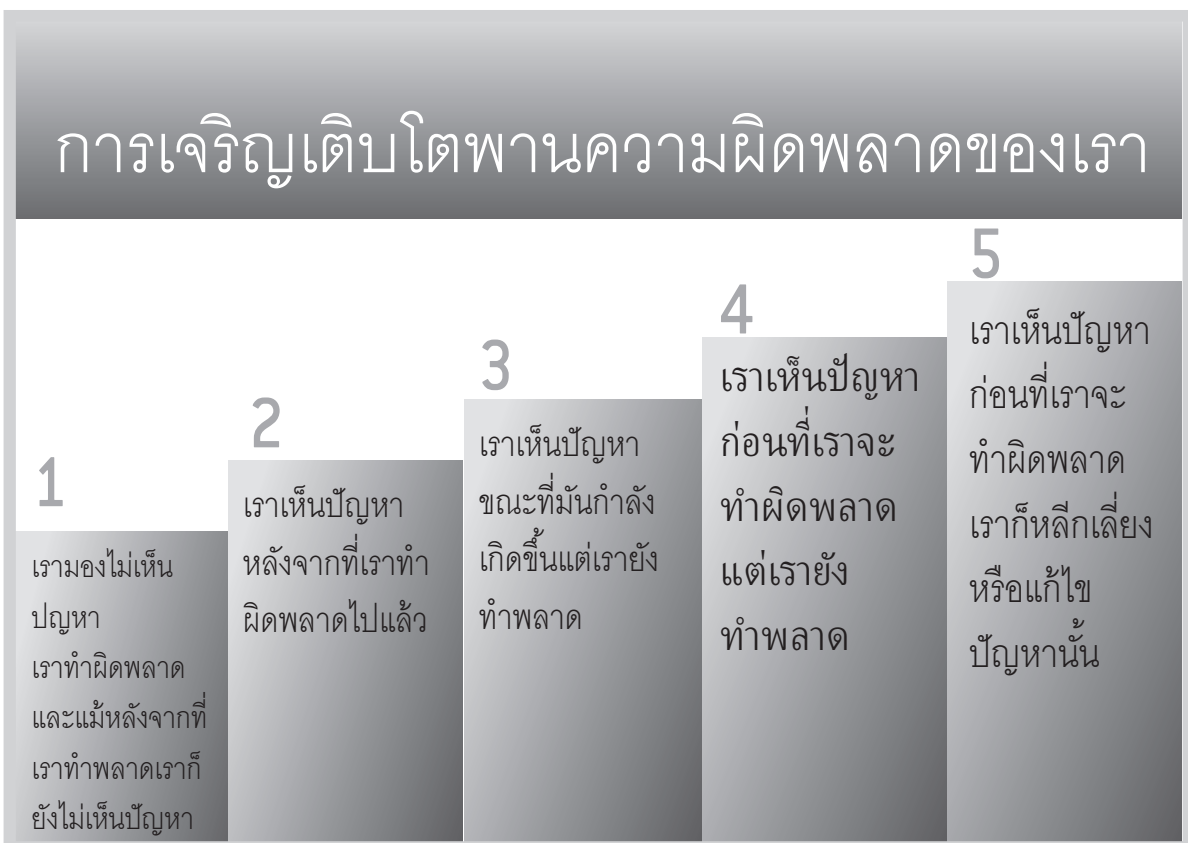 การเจริญเติบโตพานความผิดพลาดของเรา
1
เรามองไม่เห็น
ปญหา
เราทำผิดพลาด
และแม้หลังจากที่
เราทำพลาดเราก็
ยังไม่เห็นปัญหา
2
เราเห็นปัญหา
หลังจากที่เราทำ
ผิดพลาดไปแล้ว
3
เราเห็นปัญหา
ขณะที่มันกำลัง
เกิดขึ้นแต่เรายัง
ทำพลาด
4
เราเห็นปัญหา
ก่อนที่เราจะ
ทำผิดพลาด
แต่เรายัง
ทำพลาด
5
เราเห็นปัญหา
ก่อนที่เราจะ
ทำผิดพลาด
เราก็หลีกเลี่ยง
หรือแก้ไข
ปัญหานั้น